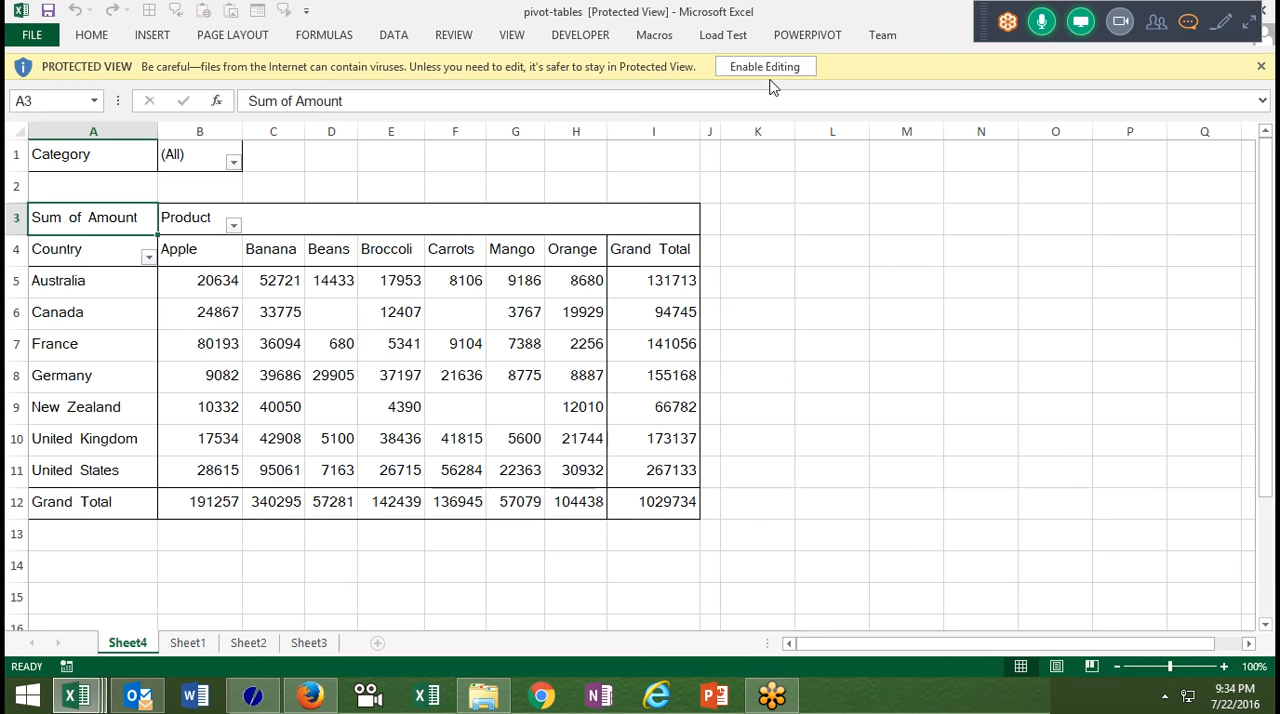 pivot-tables [Protected View] - Microsoft Excel
FILE HOME INSERT PAGE LAYOUT FORMULAS DATA REVIEW VIEW DEVELOPER Macros Load Test POWERPIVOT Team
PROTECTED VIEW Be careful—files from the Internet can contain viruses. Unless you need to edit, it's safer to stay in Protected View. Enable Editing
A3 Sum of Amount
A B C D E F G H I J K L M N O P Q
1 Category (All)
2
3 Sum of Amount Product
4 Country Apple Banana Beans Broccoli Carrots Mango Orange Grand Total
5 Australia 20634 52721 14433 17953 8106 9186 8680 131713
6 Canada 24867 33775 12407 3767 19929 94745
7 France 80193 36094 680 5341 9104 7388 2256 141056
8 Germany 9082 39686 29905 37197 21636 8775 8887 155168
9 New Zealand 10332 40050 4390 12010 66782
10 United Kingdom 17534 42908 5100 38436 41815 5600 21744 173137
11 United States 28615 95061 7163 26715 56284 22363 30932 267133
12 Grand Total 191257 340295 57281 142439 136945 57079 104438 1029734
13
14
15
16
Sheet4 Sheet1 Sheet2 Sheet3
READY 100%
9:34 PM
7/22/2016